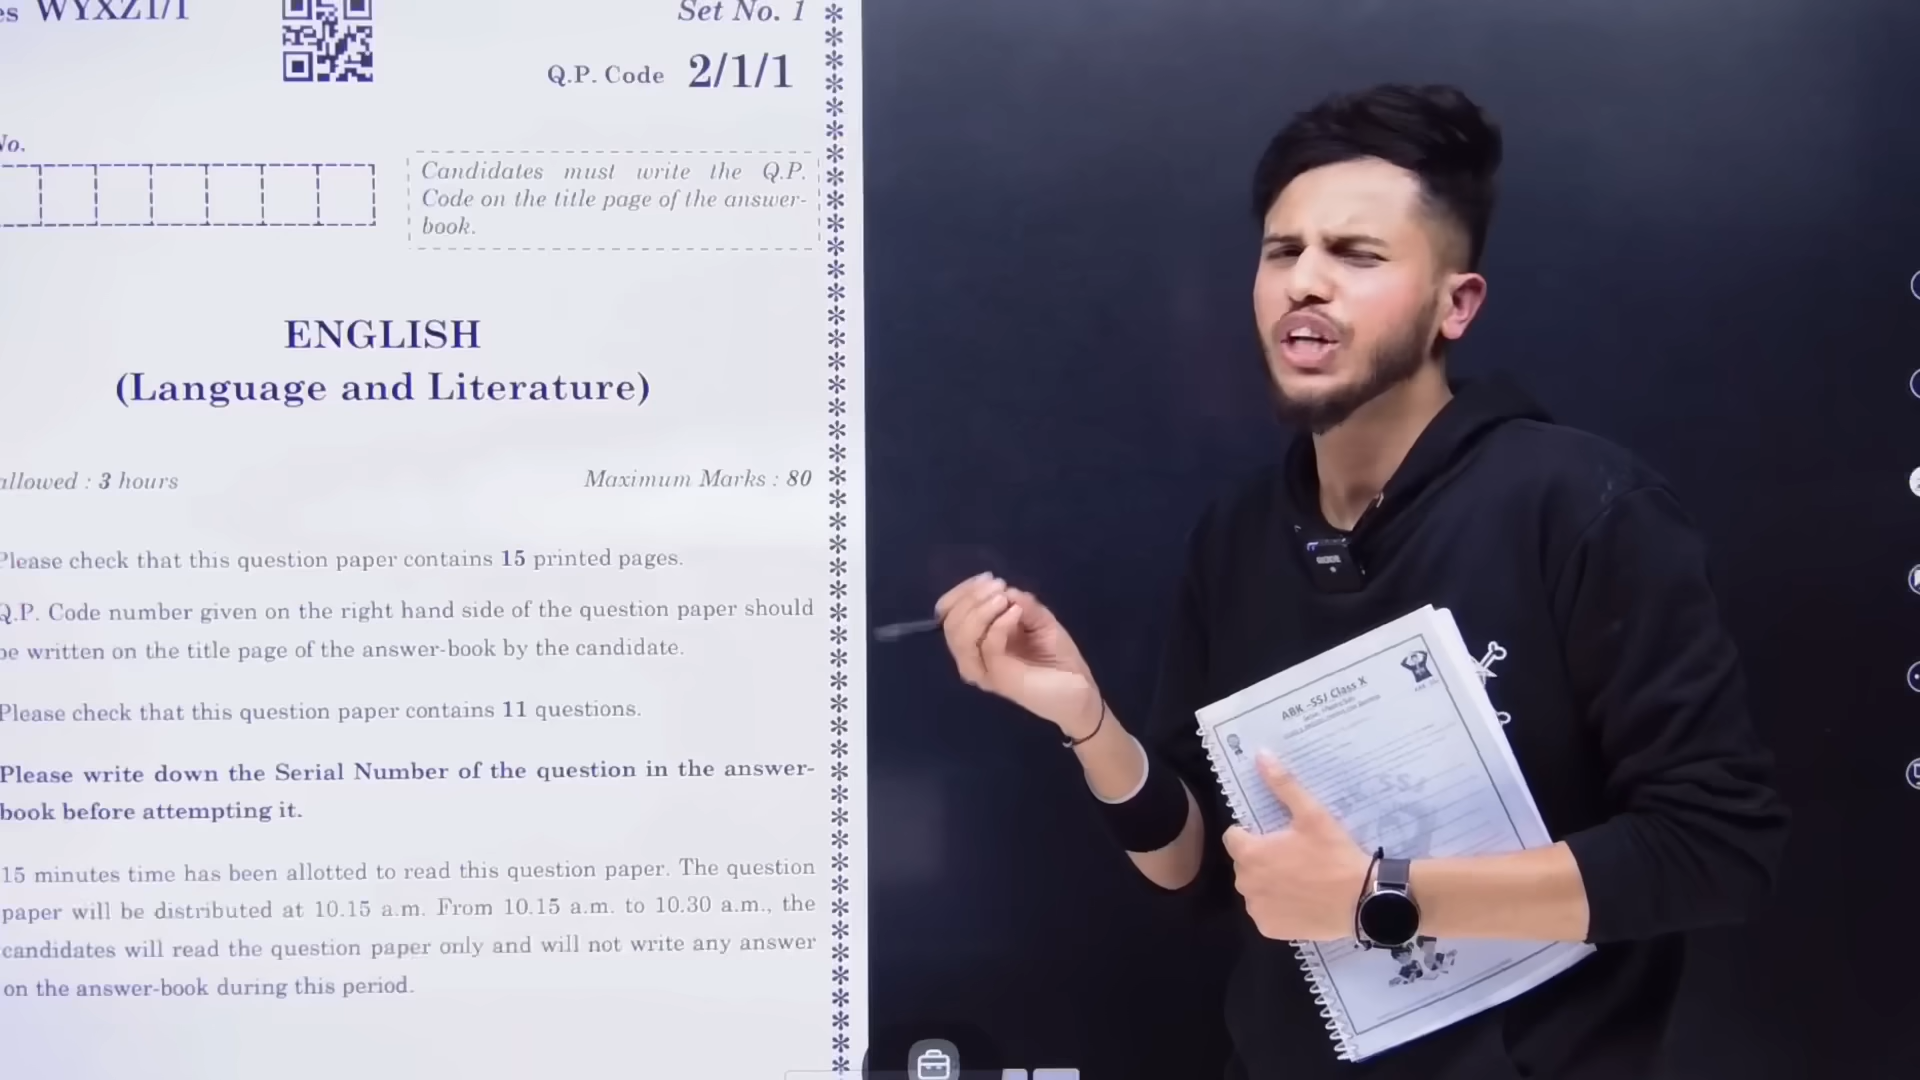 es WYXZ1/1
Set No. 1
Q.P. Code 2/1/1
No.
Candidates must write the Q.P.
Code on the title page of the answer-
book.
ENGLISH
(Language and Literature)
allowed : 3 hours
Maximum Marks : 80
Please check that this question paper contains 15 printed pages.
Q.P. Code number given on the right hand side of the question paper should
be written on the title page of the answer-book by the candidate.
Please check that this question paper contains 11 questions.
Please write down the Serial Number of the question in the answer-
book before attempting it.
15 minutes time has been allotted to read this question paper. The question
paper will be distributed at 10.15 a.m. From 10.15 a.m. to 10.30 a.m., the
candidates will read the question paper only and will not write any answer
on the answer-book during this period.
ABK -SSJ Class X